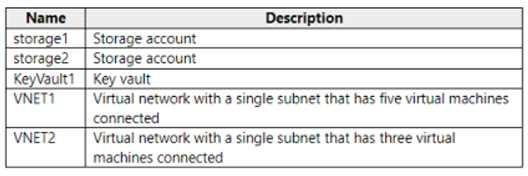 Name Description
storage1 Storage account
storage2 Storage account
KeyVault1 Key vault
VNET1 Virtual network with a single subnet that has five virtual machines
connected
VNET2 Virtual network with a single subnet that has three virtual
machines connected